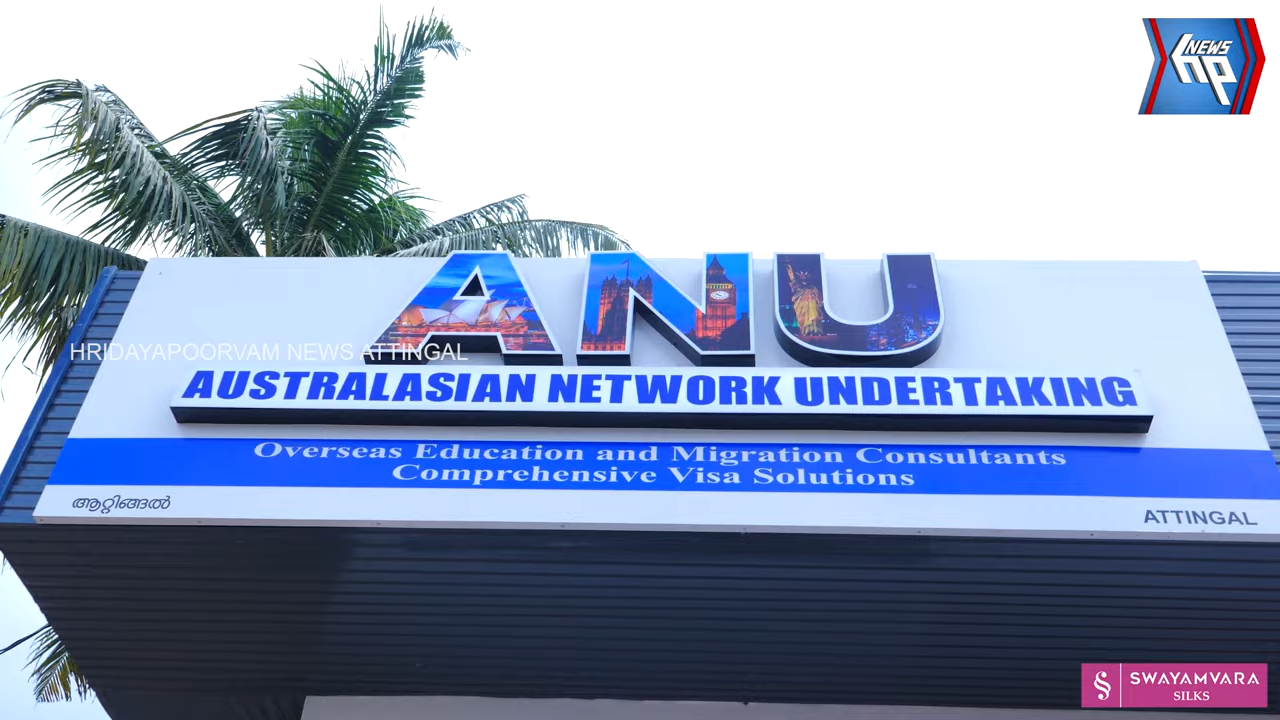 NEWS
hp
ANU
HRIDAYAPOORVAM NEWS ATTINGAL
AUSTRALASIAN NETWORK UNDERTAKING
Overseas Education and Migration Consultants
Comprehensive Visa Solutions
ആറ്റിങ്ങൽ
ATTINGAL
SWAYAMVARA
SILKS